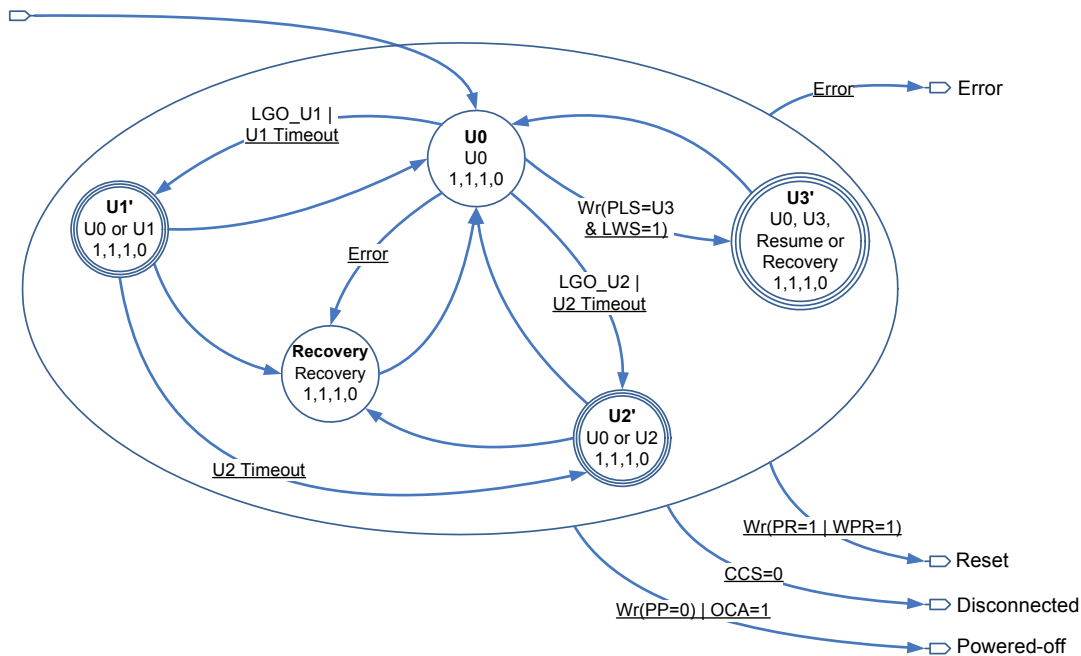 Error
Error
LGO_U1 |
U1 Timeout
U0
U0
1,1,1,0
U1'
U0 or U1
1,1,1,0
Wr(PLS=U3
& LWS=1)
U3'
U0, U3,
Resume or
Recovery
1,1,1,0
Error
LGO_U2 |
U2 Timeout
Recovery
Recovery
1,1,1,0
U2'
U0 or U2
1,1,1,0
U2 Timeout
Wr(PR=1 | WPR=1)
Reset
CCS=0
Disconnected
Wr(PP=0) | OCA=1
Powered-off